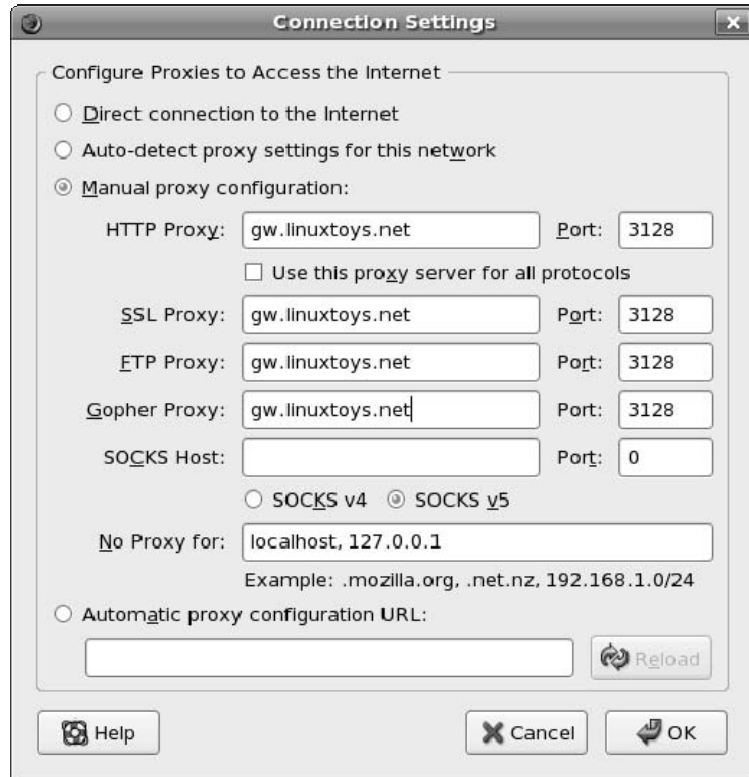 Connection Settings
Configure Proxies to Access the Internet
Direct connection to the Internet
Auto-detect proxy settings for this network
Manual proxy configuration:
HTTP Proxy: gw.linuxtoys.net Port: 3128
Use this proxy server for all protocols
SSL Proxy: gw.linuxtoys.net Port: 3128
FTP Proxy: gw.linuxtoys.net Port: 3128
Gopher Proxy: gw.linuxtoys.net Port: 3128
SOCKS Host: Port: 0
SOCKS v4 SOCKS v5
No Proxy for: localhost, 127.0.0.1
Example: .mozilla.org, .net.nz, 192.168.1.0/24
Automatic proxy configuration URL:
Reload
Help Cancel OK